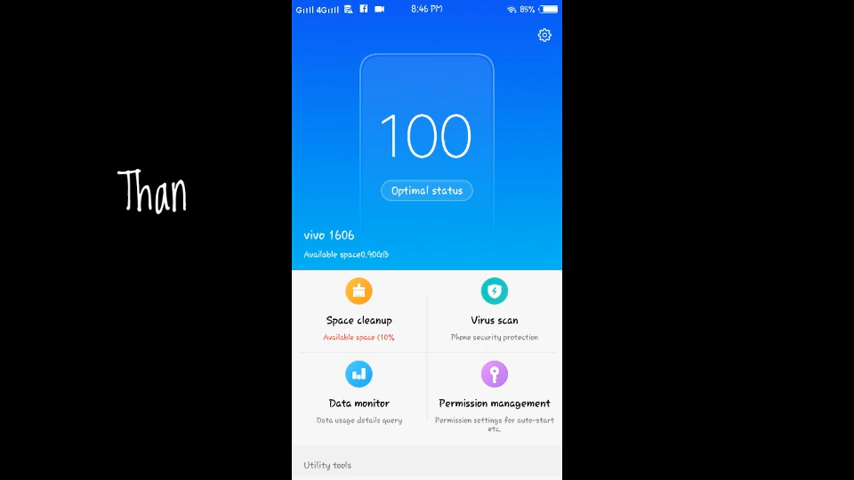 G 4G 8:46 PM 85%
100
Optimal status
Than
vivo 1606
Available space0.90GB
Space cleanup
Available space (10%
Virus scan
Phone security protection
Data monitor
Data usage details query
Permission management
Permission settings for auto-start
etc.
Utility tools